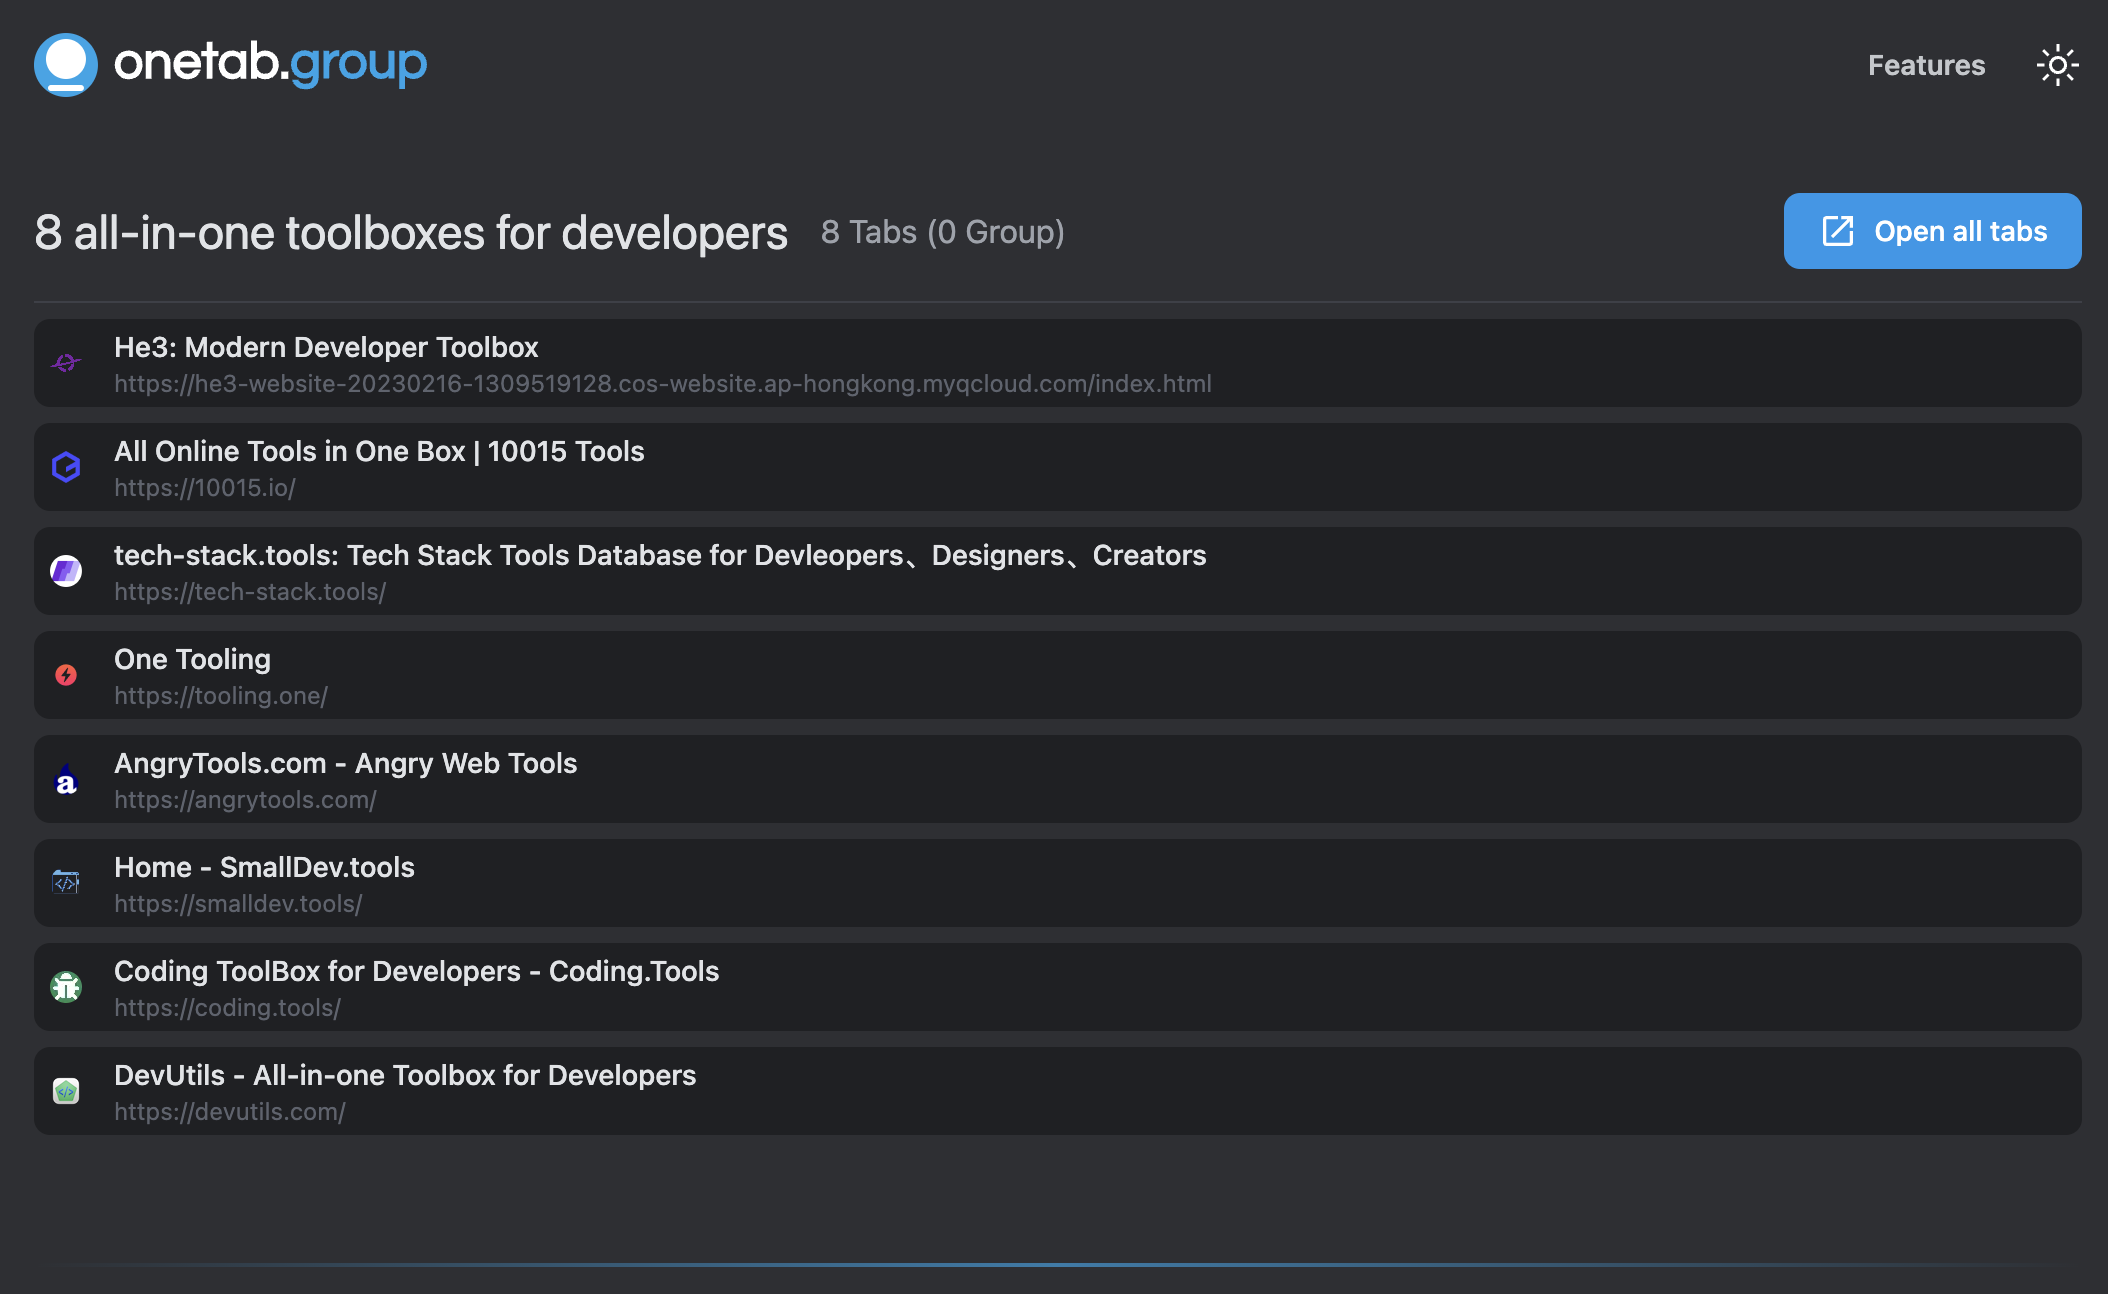 onetab.group
Features
8 all-in-one toolboxes for developers
8 Tabs (0 Group)
Open all tabs
He3: Modern Developer Toolbox
https://he3-website-20230216-1309519128.cos-website.ap-hongkong.myqcloud.com/index.html
All Online Tools in One Box | 10015 Tools
https://10015.io/
tech-stack.tools: Tech Stack Tools Database for Devleopers、Designers、Creators
https://tech-stack.tools/
One Tooling
https://tooling.one/
AngryTools.com - Angry Web Tools
https://angrytools.com/
Home - SmallDev.tools
https://smalldev.tools/
Coding ToolBox for Developers - Coding.Tools
https://coding.tools/
DevUtils - All-in-one Toolbox for Developers
https://devutils.com/